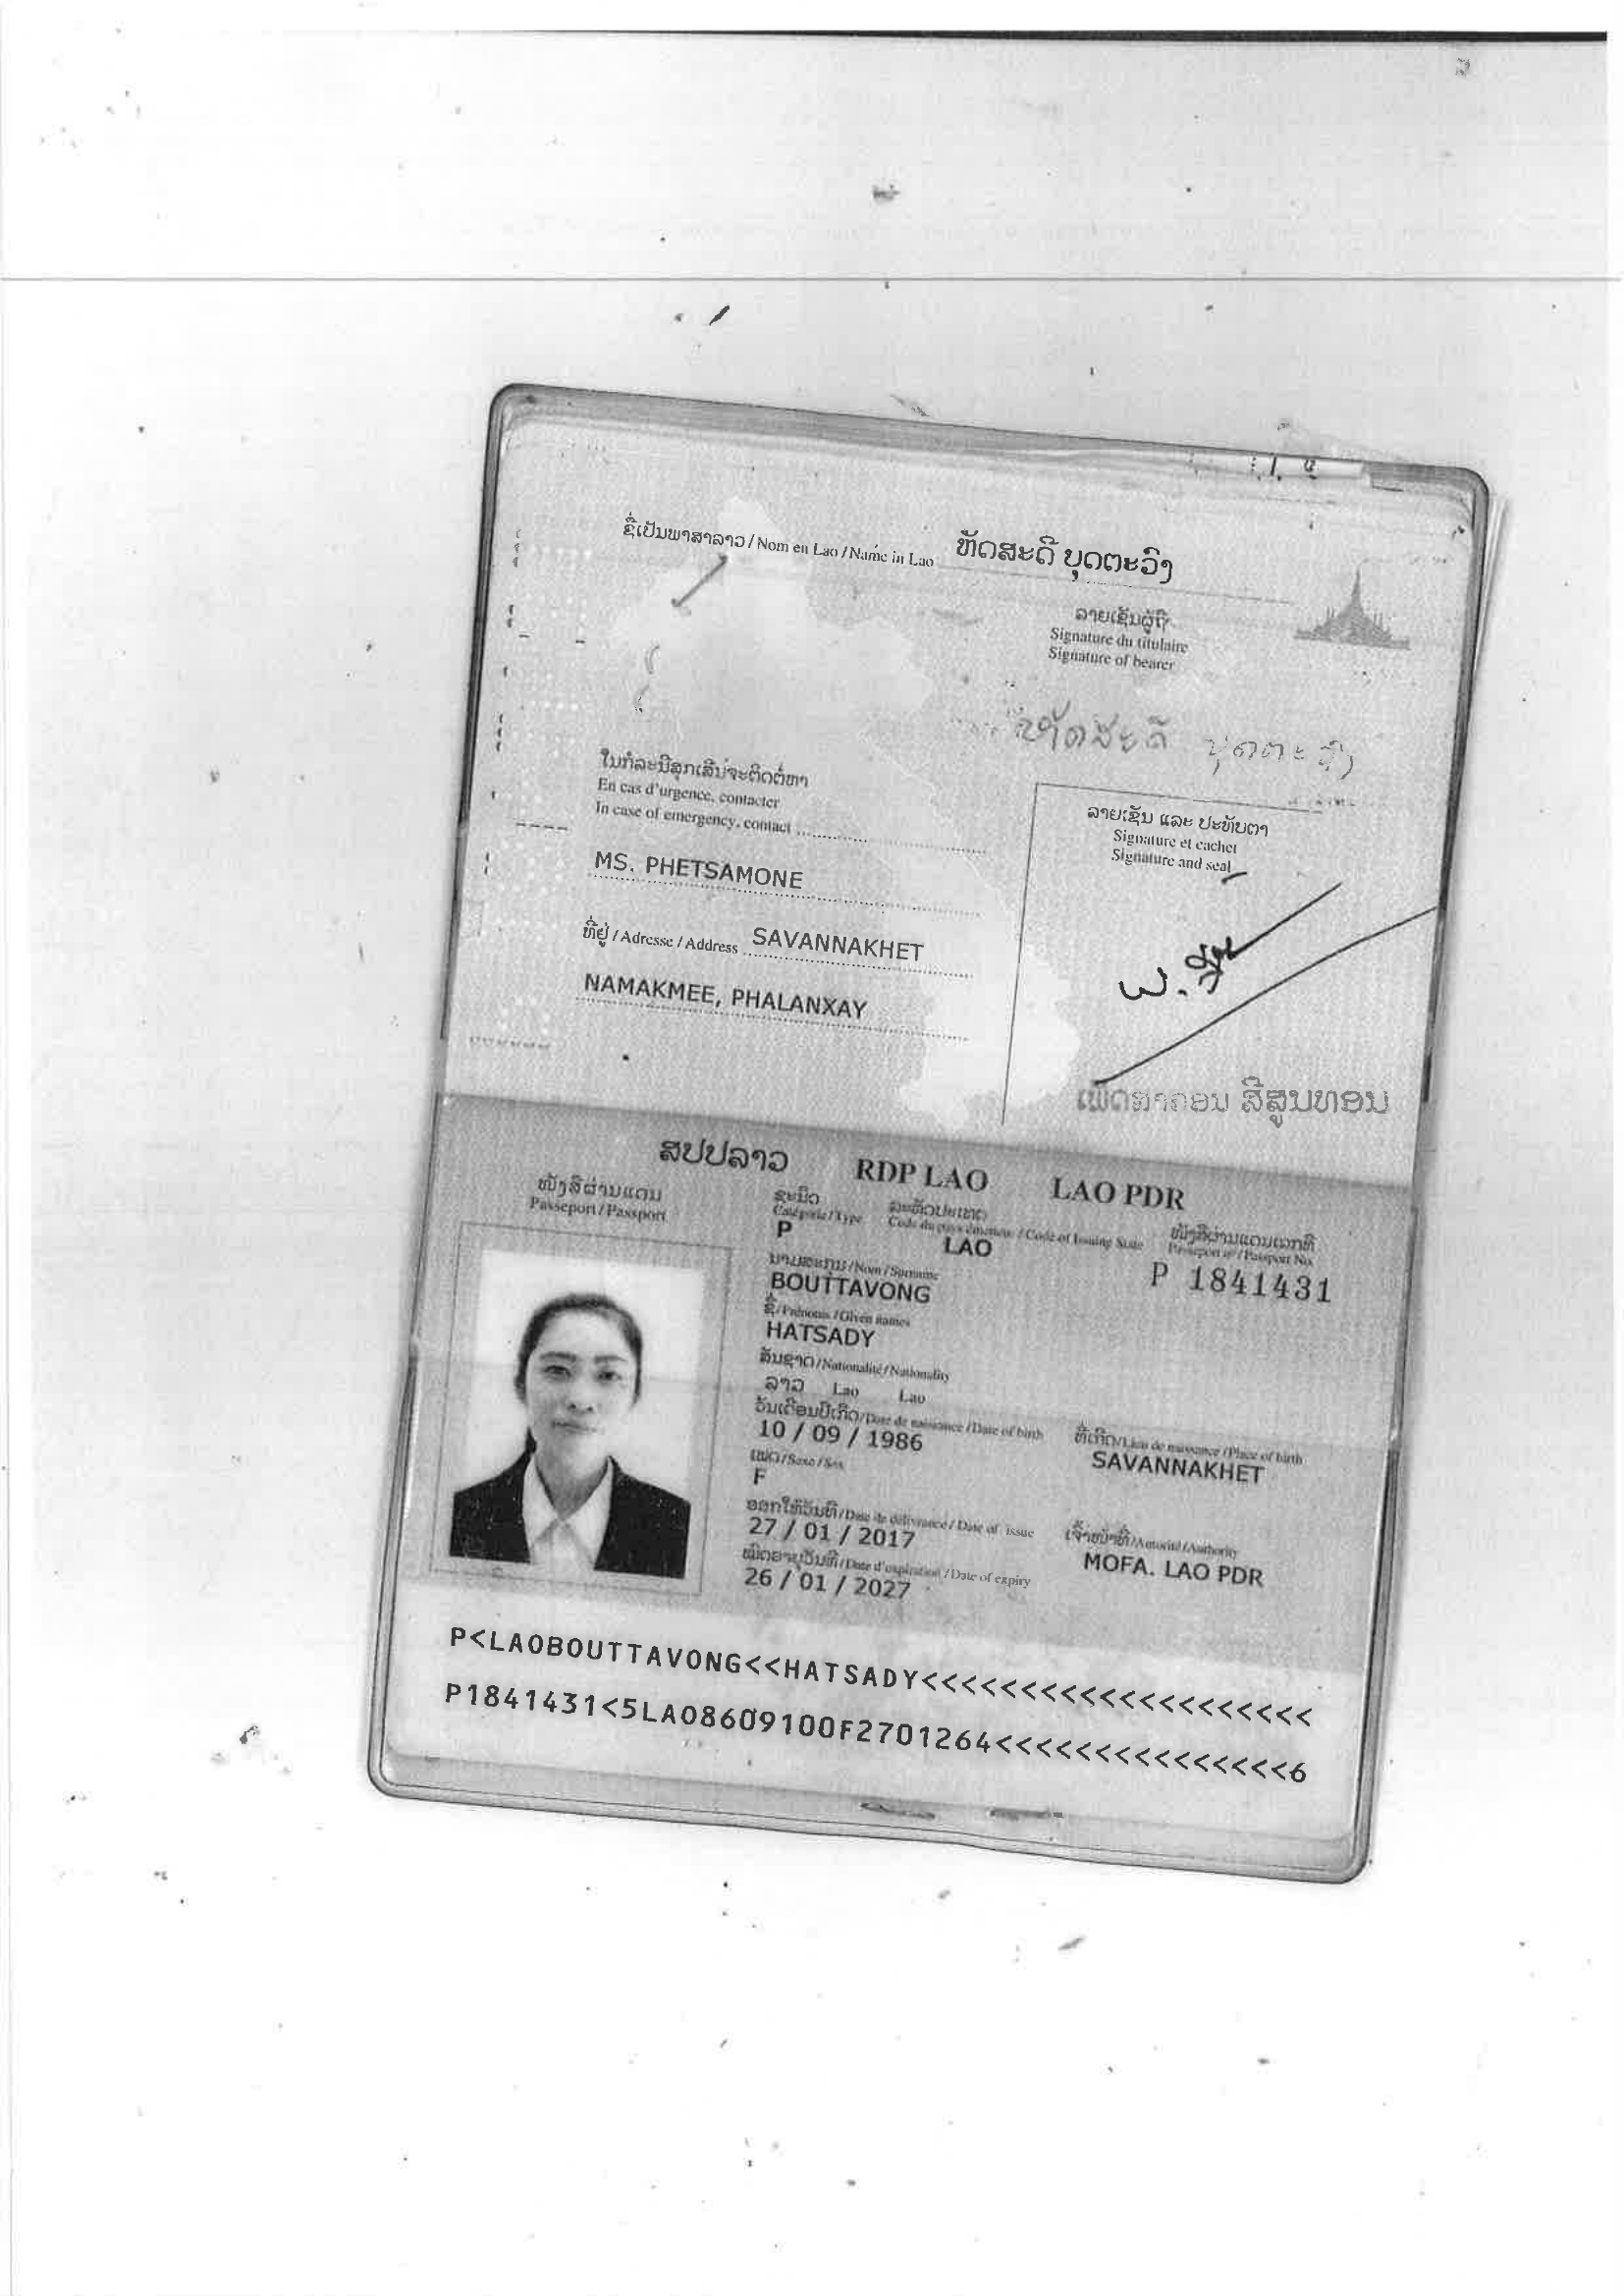 ຊື່ເປັນພາສາລາວ / Nom en Lao / Name in Lao ຫັດສະດີ ບຸດຕະວົງ
ລາຍເຊັນຜູ້ຖື
Signature du titulaire
Signature of bearer
ຫັດສະດີ ບຸດຕະວົງ
ໃນກໍລະນີສຸກເສີນຈະຕິດຕໍ່ຫາ
En cas d'urgence, contacter
In case of emergency, contact
MS. PHETSAMONE
ທີ່ຢູ່ / Adresse / Address SAVANNAKHET
NAMAKMEE, PHALANXAY
ລາຍເຊັນ ແລະ ປະທັບຕາ
Signature et cachet
Signature and seal
ເພັດສາຄອນ ສີສູນທອນ
ສປປລາວ RDP LAO LAO PDR
ໜັງສືຜ່ານແດນ
Passeport / Passport
ຊະນິດ
Catégorie / Type
P
ລະຫັດປະເທດ
/ Code of Issuing State
LAO
ໜັງສືຜ່ານແດນເລກທີ
Passeport nº / Passport No.
P 1841431
ນາມສະກຸນ / Nom / Surname
BOUTTAVONG
ຊື່ / Prénoms / Given names
HATSADY
ສັນຊາດ / Nationalité / Nationality
ລາວ Lao Lao
ວັນເດືອນປີເກີດ / Date de naissance / Date of birth
10 / 09 / 1986
ທີ່ເກີດ / Lieu de naissance / Place of birth
SAVANNAKHET
ເພດ / Sexe / Sex
F
ອອກໃຫ້ວັນທີ / Date de délivrance / Date of issue
27 / 01 / 2017
ເຈົ້າໜ້າທີ່ / Autorité / Authority
MOFA. LAO PDR
ໝົດອາຍຸວັນທີ / Date d'expiration / Date of expiry
26 / 01 / 2027
P<LAOBOUTTAVONG<<HATSADY<<<<<<<<<<<<<<<<<<<<
P1841431<5LAO8609100F2701264<<<<<<<<<<<<<<<6